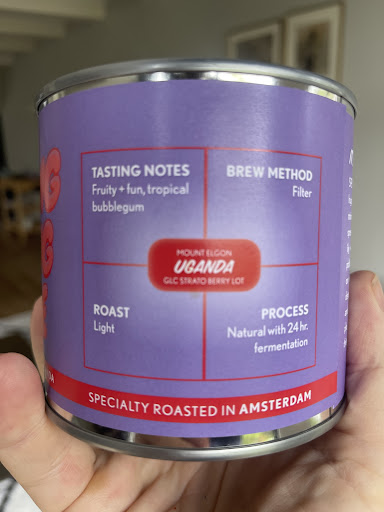 TASTING NOTES
Fruity + fun, tropical
bubblegum
BREW METHOD
Filter
MOUNT ELGON
UGANDA
GLC STRATO BERRY LOT
ROAST
Light
PROCESS
Natural with 24 hr.
fermentation
SPECIALTY ROASTED IN AMSTERDAM